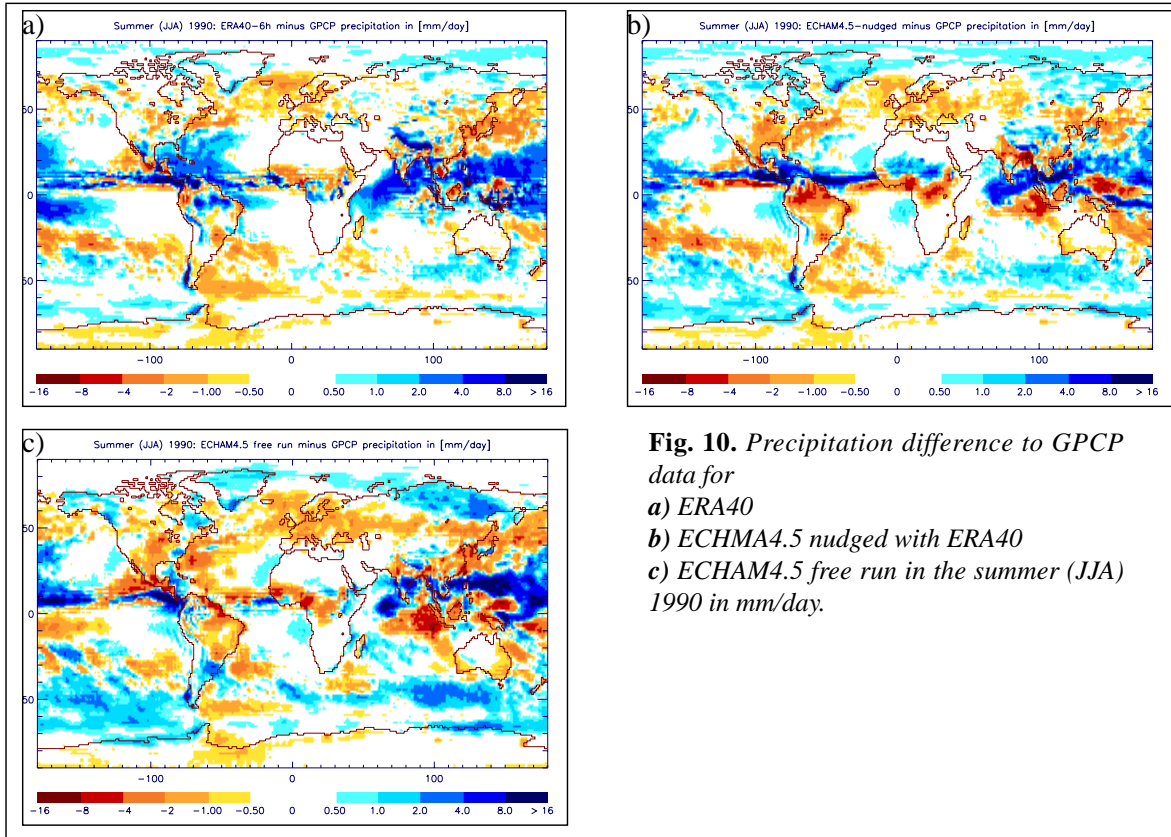 a)
Summer (JJA) 1990: ERA40-6h minus GPCP precipitation in [mm/day]
50
0
50
-100 0 100
-16 -8 -4 -2 -1.00 -0.50 0 0.50 1.0 2.0 4.0 8.0 > 16
b)
Summer (JJA) 1990: ECHAM4.5-nudged minus GPCP precipitation in [mm/day]
50
0
50
-100 0 100
-16 -8 -4 -2 -1.00 -0.50 0 0.50 1.0 2.0 4.0 8.0 > 16
c)
Summer (JJA) 1990: ECHAM4.5 free run minus GPCP precipitation in [mm/day]
50
0
50
-100 0 100
-16 -8 -4 -2 -1.00 -0.50 0 0.50 1.0 2.0 4.0 8.0 > 16
Fig. 10. Precipitation difference to GPCP
data for
a) ERA40
b) ECHMA4.5 nudged with ERA40
c) ECHAM4.5 free run in the summer (JJA)
1990 in mm/day.